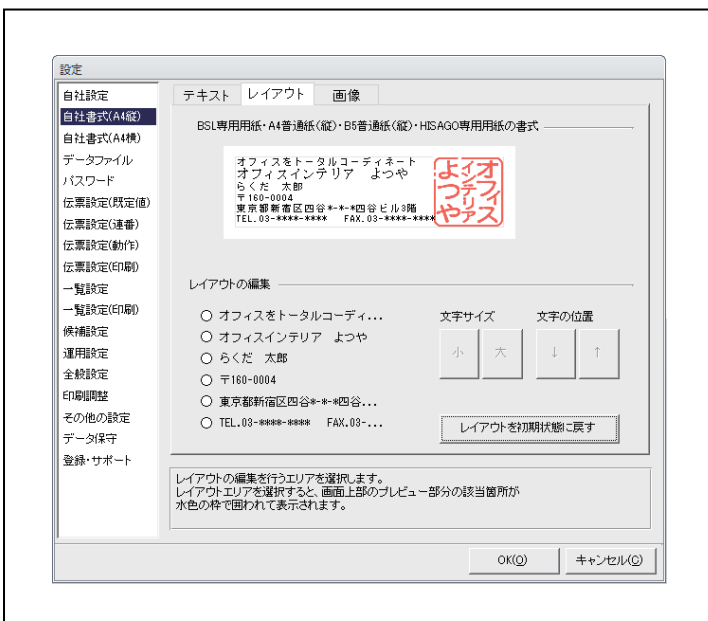 設定
自社設定
自社書式(A4縦)
自社書式(A4横)
データファイル
パスワード
伝票設定(既定値)
伝票設定(連番)
伝票設定(動作)
伝票設定(印刷)
一覧設定
一覧設定(印刷)
候補設定
運用設定
全般設定
印刷調整
その他の設定
データ保守
登録・サポート
テキスト レイアウト 画像
BSL専用用紙・A4普通紙(縦)・B5普通紙(縦)・HISAGO専用用紙の書式
オフィスをトータルコーディネート
オフィスインテリア よつや
らくだ 太郎
〒160-0004
東京都新宿区四谷*-*-*四谷ビル3階
TEL.03-****-**** FAX.03-****-****
オフィス
インテリア
よつや
レイアウトの編集
オフィスをトータルコーディ...
オフィスインテリア よつや
らくだ 太郎
〒160-0004
東京都新宿区四谷*-*-*四谷...
TEL.03-****-**** FAX.03-...
文字サイズ 文字の位置
小 大 ↓ ↑
レイアウトを初期状態に戻す
レイアウトの編集を行うエリアを選択します。
レイアウトエリアを選択すると、画面上部のプレビュー部分の該当箇所が
水色の枠で囲われて表示されます。
OK(O) キャンセル(C)